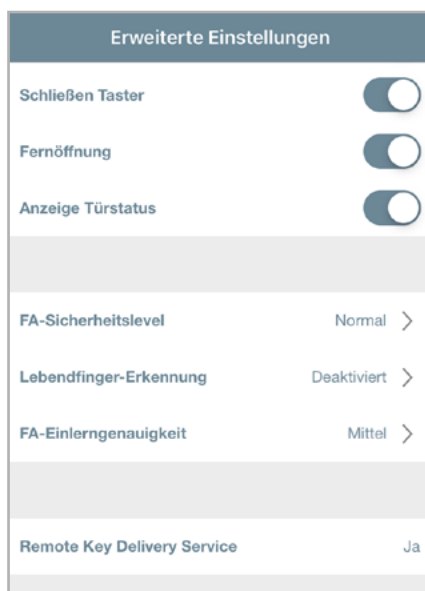 Erweiterte Einstellungen
Schließen Taster
Fernöffnung
Anzeige Türstatus
FA-Sicherheitslevel Normal
Lebendfinger-Erkennung Deaktiviert
FA-Einlerngenauigkeit Mittel
Remote Key Delivery Service Ja